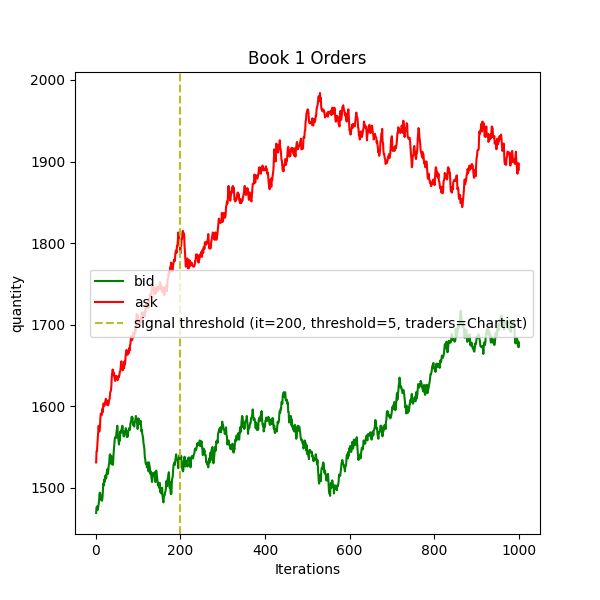 Book 1 Orders
quantity
2000
1900
1800
1700
1600
1500
bid
ask
signal threshold (it=200, threshold=5, traders=Chartist)
0 200 400 600 800 1000
Iterations